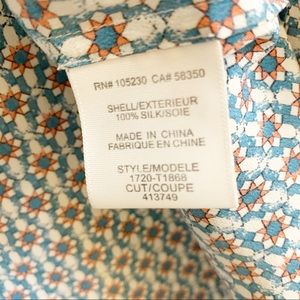 RN# 105230 CA# 58350
SHELL/EXTERIEUR
100% SILK/SOIE
MADE IN CHINA
FABRIQUE EN CHINE
STYLE/MODELE
1720-T1868
CUT/COUPE
413749